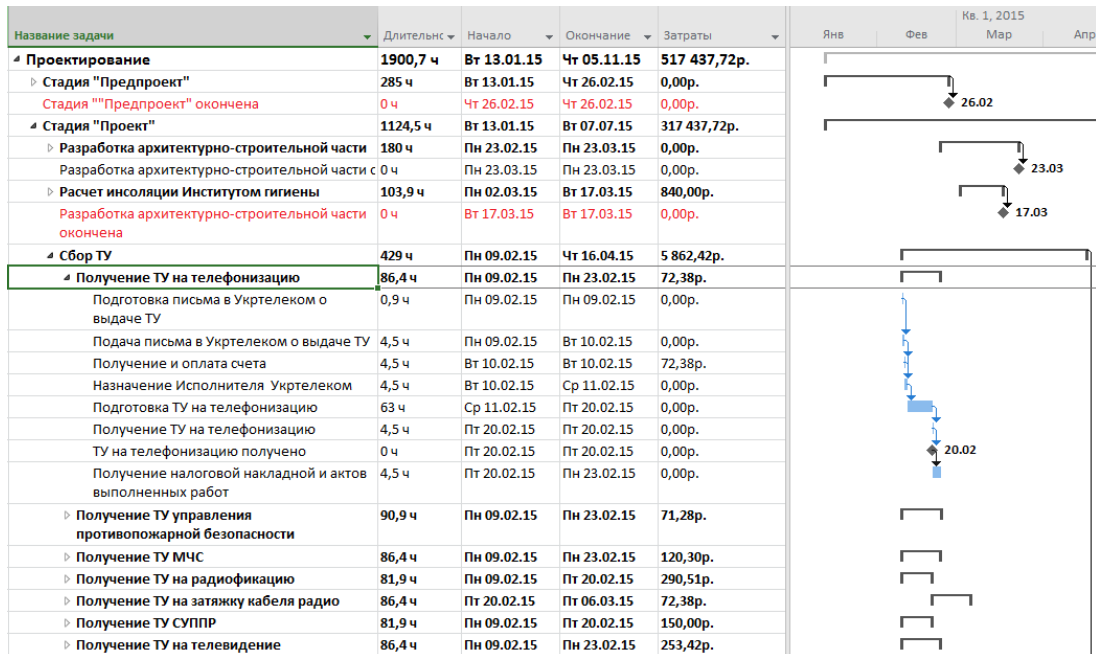 Кв. 1, 2015
Название задачи Длительнс Начало Окончание Затраты Янв Фев Мар Апр
Проектирование 1900,7 ч Вт 13.01.15 Чт 05.11.15 517 437,72р.
Стадия "Предпроект" 285 ч Вт 13.01.15 Чт 26.02.15 0,00р.
Стадия ""Предпроект" окончена 0 ч Чт 26.02.15 Чт 26.02.15 0,00р. 26.02
Стадия "Проект" 1124,5 ч Вт 13.01.15 Вт 07.07.15 317 437,72р.
Разработка архитектурно-строительной части 180 ч Пн 23.02.15 Пн 23.03.15 0,00р.
Разработка архитектурно-строительной части с 0 ч Пн 23.03.15 Пн 23.03.15 0,00р. 23.03
Расчет инсоляции Институтом гигиены 103,9 ч Пн 02.03.15 Вт 17.03.15 840,00р.
Разработка архитектурно-строительной части 0 ч Вт 17.03.15 Вт 17.03.15 0,00р. 17.03
окончена
Сбор ТУ 429 ч Пн 09.02.15 Чт 16.04.15 5 862,42р.
Получение ТУ на телефонизацию 86,4 ч Пн 09.02.15 Пн 23.02.15 72,38р.
Подготовка письма в Укртелеком о 0,9 ч Пн 09.02.15 Пн 09.02.15 0,00р.
выдаче ТУ
Подача письма в Укртелеком о выдаче ТУ 4,5 ч Пн 09.02.15 Вт 10.02.15 0,00р.
Получение и оплата счета 4,5 ч Вт 10.02.15 Вт 10.02.15 72,38р.
Назначение Исполнителя Укртелеком 4,5 ч Вт 10.02.15 Ср 11.02.15 0,00р.
Подготовка ТУ на телефонизацию 63 ч Ср 11.02.15 Пт 20.02.15 0,00р.
Получение ТУ на телефонизацию 4,5 ч Пт 20.02.15 Пт 20.02.15 0,00р.
ТУ на телефонизацию получено 0 ч Пт 20.02.15 Пт 20.02.15 0,00р. 20.02
Получение налоговой накладной и актов 4,5 ч Пт 20.02.15 Пн 23.02.15 0,00р.
выполненных работ
Получение ТУ управления 90,9 ч Пн 09.02.15 Пн 23.02.15 71,28р.
противопожарной безопасности
Получение ТУ МЧС 86,4 ч Пн 09.02.15 Пн 23.02.15 120,30р.
Получение ТУ на радиофикацию 81,9 ч Пн 09.02.15 Пт 20.02.15 290,51р.
Получение ТУ на затяжку кабеля радио 86,4 ч Пт 20.02.15 Пт 06.03.15 72,38р.
Получение ТУ СУППР 81,9 ч Пн 09.02.15 Пт 20.02.15 150,00р.
Получение ТУ на телевидение 86,4 ч Пн 09.02.15 Пн 23.02.15 253,42р.